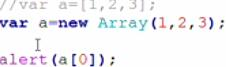 //var a=[1,2,3];
var a=new Array(1,2,3);
alert(a[0]);